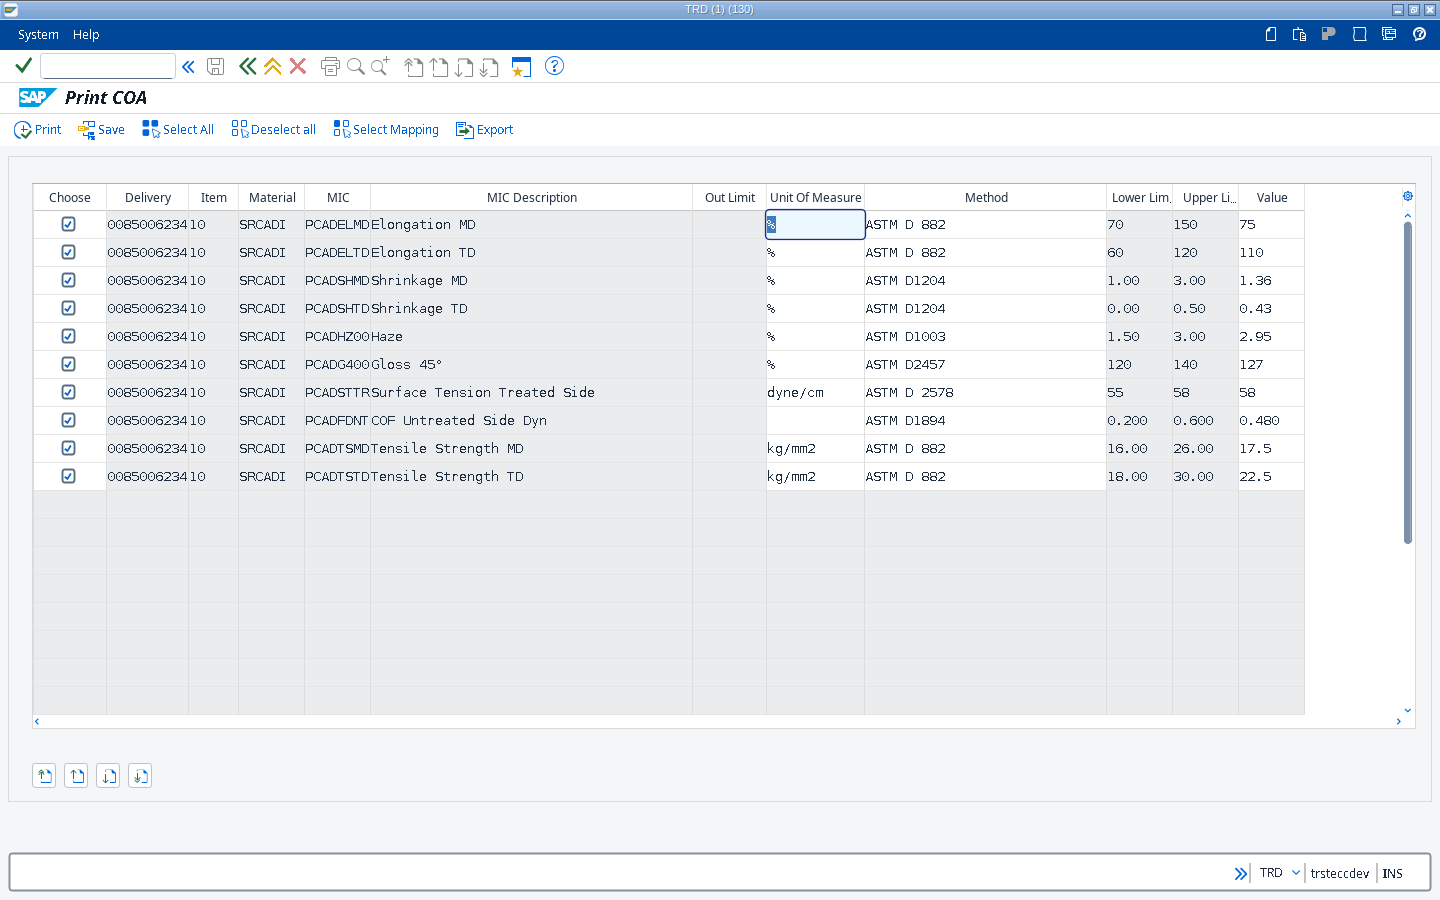 TRD (1) (130)
System Help
SAP Print COA
Print Save Select All Deselect all Select Mapping Export
Choose Delivery Item Material MIC MIC Description Out Limit Unit Of Measure Method Lower Lim. Upper Li... Value
0085006234 10 SRCADI PCADELMD Elongation MD % ASTM D 882 70 150 75
0085006234 10 SRCADI PCADELTD Elongation TD % ASTM D 882 60 120 110
0085006234 10 SRCADI PCADSHMD Shrinkage MD % ASTM D1204 1.00 3.00 1.36
0085006234 10 SRCADI PCADSHTD Shrinkage TD % ASTM D1204 0.00 0.50 0.43
0085006234 10 SRCADI PCADHZ00 Haze % ASTM D1003 1.50 3.00 2.95
0085006234 10 SRCADI PCADG400 Gloss 45° % ASTM D2457 120 140 127
0085006234 10 SRCADI PCADSTTR Surface Tension Treated Side dyne/cm ASTM D 2578 55 58 58
0085006234 10 SRCADI PCADFDNT COF Untreated Side Dyn ASTM D1894 0.200 0.600 0.480
0085006234 10 SRCADI PCADTSMD Tensile Strength MD kg/mm2 ASTM D 882 16.00 26.00 17.5
0085006234 10 SRCADI PCADTSTD Tensile Strength TD kg/mm2 ASTM D 882 18.00 30.00 22.5
TRD trsteccdev INS